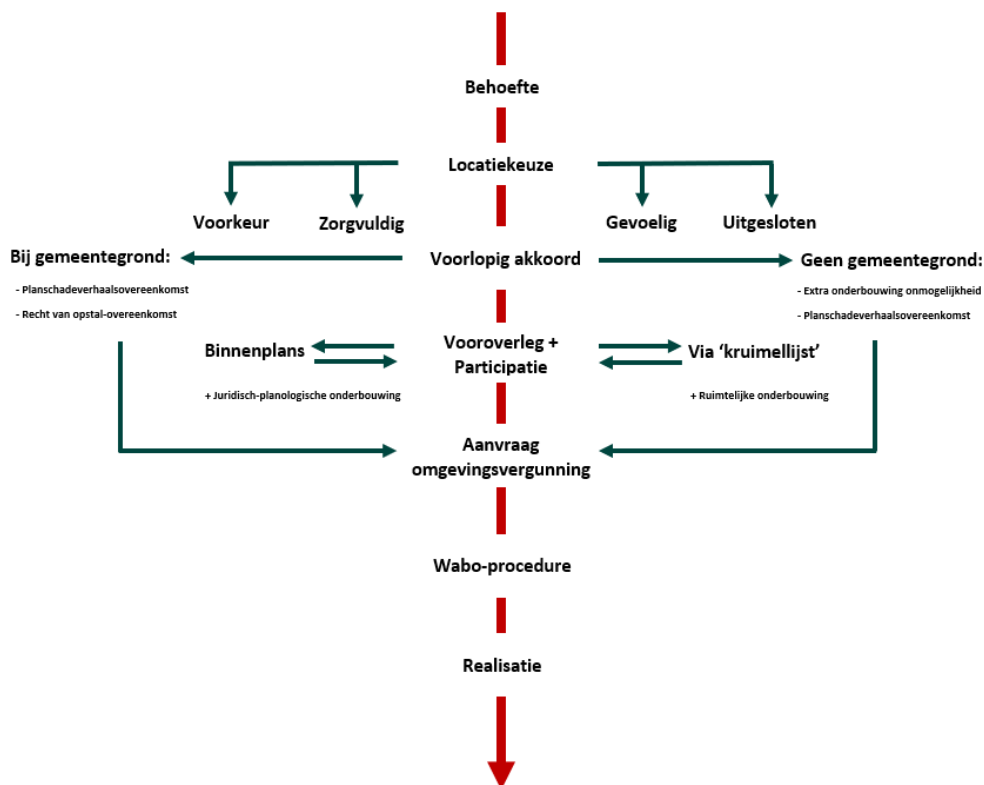 Behoefte
Locatiekeuze
Voorkeur
Zorgvuldig
Gevoelig
Uitgesloten
Bij gemeentegrond:
- Planschadeverhaalsovereenkomst
- Recht van opstal-overeenkomst
Voorlopig akkoord
Geen gemeentegrond:
- Extra onderbouwing onmogelijkheid
- Planschadeverhaalsovereenkomst
Binnenplans
+ Juridisch-planologische onderbouwing
Vooroverleg +
Participatie
Via ‘kruimellijst’
+ Ruimtelijke onderbouwing
Aanvraag
omgevingsvergunning
Wabo-procedure
Realisatie